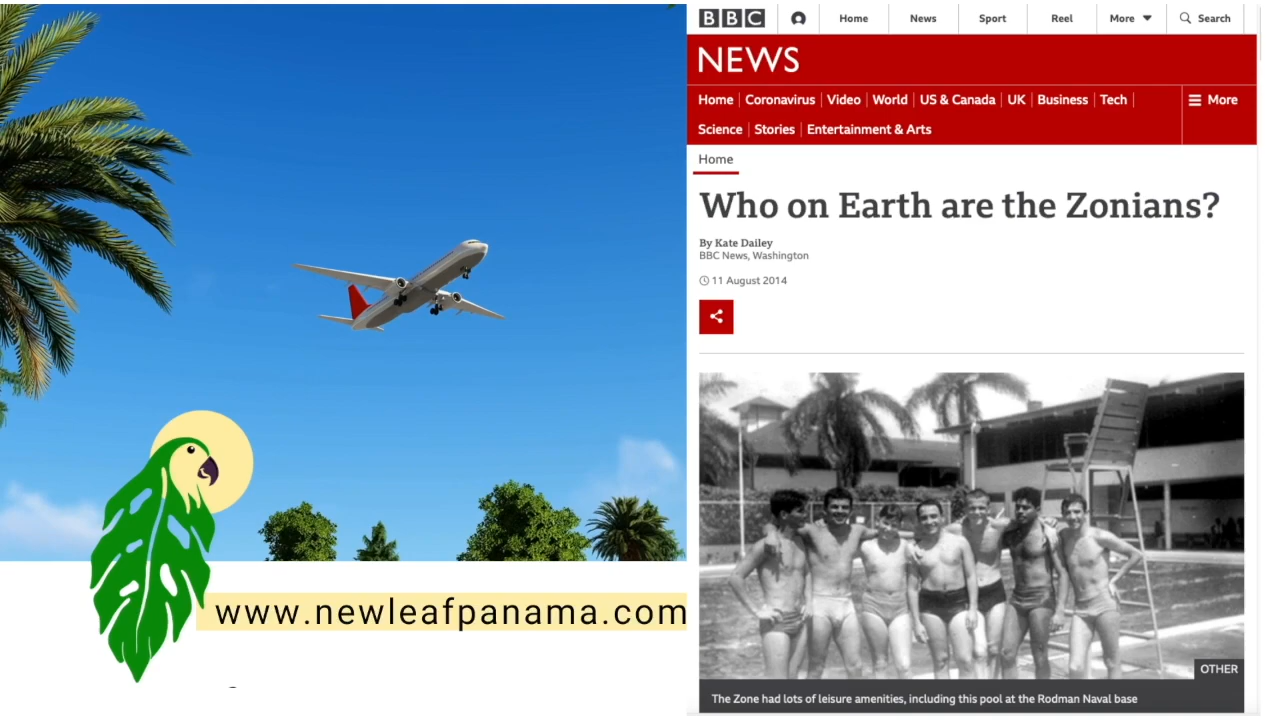 www.newleafpanama.com
BBC
Home
News
Sport
Reel
More
Search
NEWS
Home
Coronavirus
Video
World
US & Canada
UK
Business
Tech
More
Science
Stories
Entertainment & Arts
Home
Who on Earth are the Zonians?
By Kate Dailey
BBC News, Washington
11 August 2014
OTHER
The Zone had lots of leisure amenities, including this pool at the Rodman Naval base